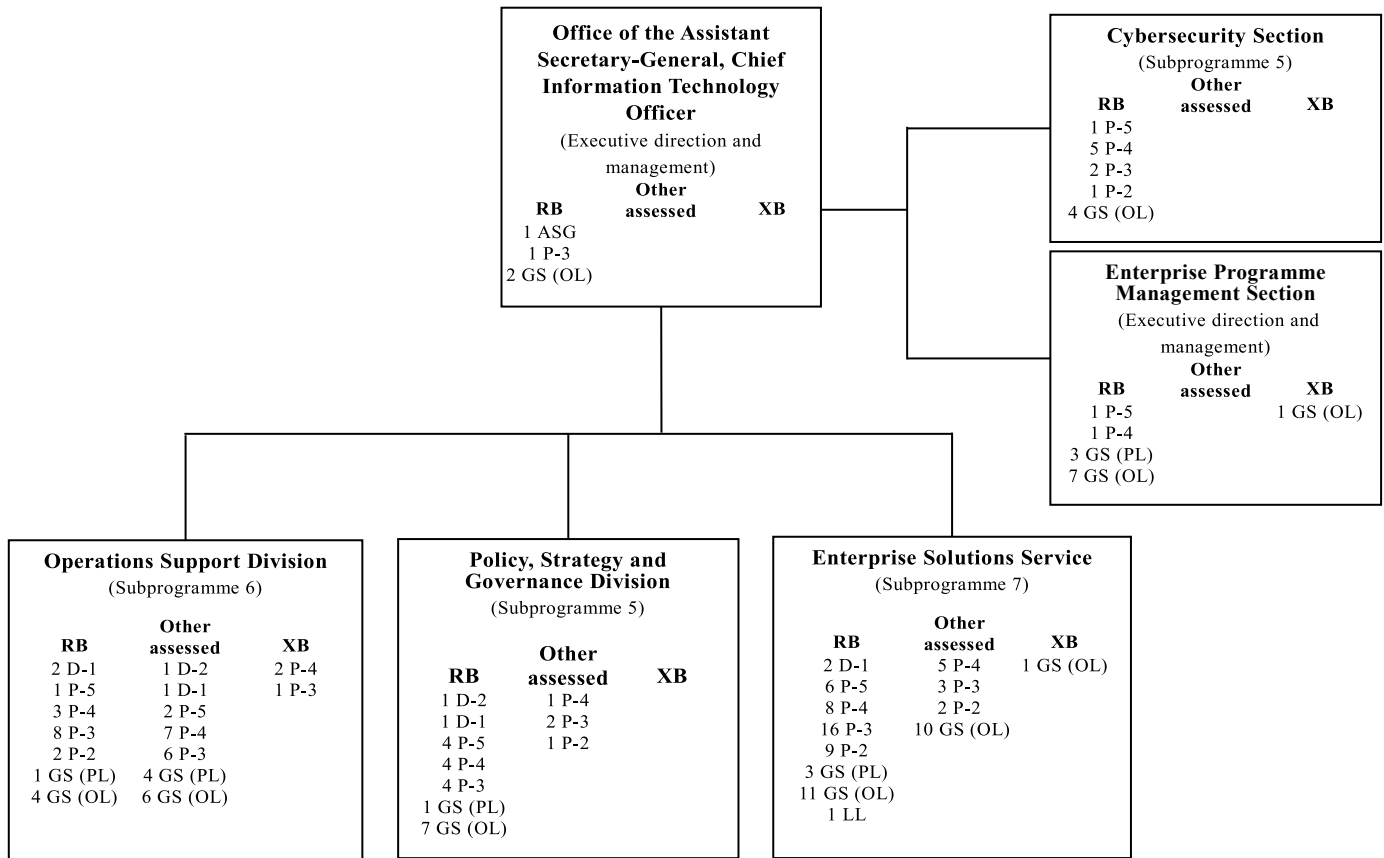 Office of the Assistant
Secretary-General, Chief
Information Technology
Officer
(Executive direction and
management)
Other
RB assessed XB
1 ASG
1 P-3
2 GS (OL)
Cybersecurity Section
(Subprogramme 5)
Other
RB assessed XB
1 P-5
5 P-4
2 P-3
1 P-2
4 GS (OL)
Enterprise Programme
Management Section
(Executive direction and
management)
Other
RB assessed XB
1 P-5 1 GS (OL)
1 P-4
3 GS (PL)
7 GS (OL)
Operations Support Division
(Subprogramme 6)
Other
RB assessed XB
2 D-1 1 D-2 2 P-4
1 P-5 1 D-1 1 P-3
3 P-4 2 P-5
8 P-3 7 P-4
2 P-2 6 P-3
1 GS (PL) 4 GS (PL)
4 GS (OL) 6 GS (OL)
Policy, Strategy and
Governance Division
(Subprogramme 5)
Other
RB assessed XB
1 D-2 1 P-4
1 D-1 2 P-3
4 P-5 1 P-2
4 P-4
4 P-3
1 GS (PL)
7 GS (OL)
Enterprise Solutions Service
(Subprogramme 7)
Other
RB assessed XB
2 D-1 5 P-4 1 GS (OL)
6 P-5 3 P-3
8 P-4 2 P-2
16 P-3 10 GS (OL)
9 P-2
3 GS (PL)
11 GS (OL)
1 LL